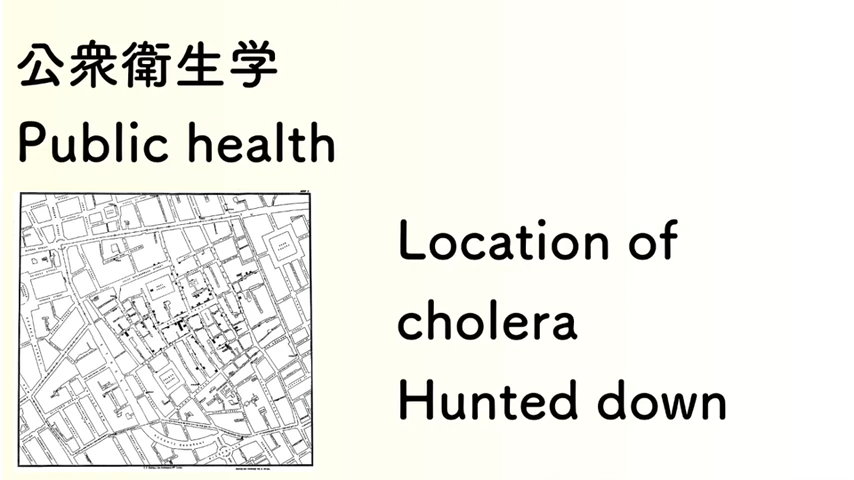 公衆衛生学
Public health
Location of
cholera
Hunted down